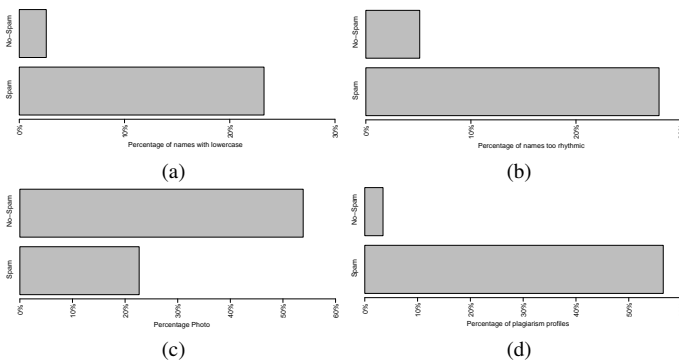 No−Spam
Spam
0%
10%
20%
30%
Percentage of names with lowercase
(a)
No−Spam
Spam
0%
10%
20%
Percentage of names too rhythmic
(b)
No−Spam
Spam
0%
10%
20%
30%
40%
50%
60%
Percentage Photo
(c)
No−Spam
Spam
0%
10%
20%
30%
40%
50%
Percentage of plagiarism profiles
(d)